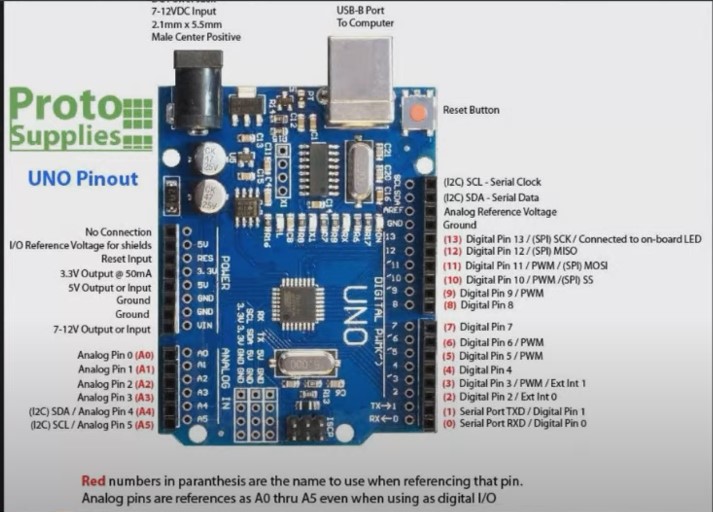 7-12VDC Input
2.1mm x 5.5mm
Male Center Positive
USB-B Port
To Computer
Reset Button
Proto
Supplies
UNO Pinout
(I2C) SCL - Serial Clock
(I2C) SDA - Serial Data
Analog Reference Voltage
Ground
(13) Digital Pin 13 / (SPI) SCK / Connected to on-board LED
(12) Digital Pin 12 / (SPI) MISO
(11) Digital Pin 11 / PWM / (SPI) MOSI
(10) Digital Pin 10 / PWM /(SPI) SS
(9) Digital Pin 9 / PWM
(8) Digital Pin 8
(7) Digital Pin 7
(6) Digital Pin 6 / PWM
(5) Digital Pin 5 / PWM
(4) Digital Pin 4
(3) Digital Pin 3 / PWM / Ext Int 1
(2) Digital Pin 2 / Ext Int 0
(1) Serial Port TXD / Digital Pin 1
(0) Serial Port RXD / Digital Pin 0
No Connection
I/O Reference Voltage for shields
Reset Input
3.3V Output @ 50mA
5V Output or Input
Ground
Ground
7-12V Output or Input
Analog Pin 0 (A0)
Analog Pin 1 (A1)
Analog Pin 2 (A2)
Analog Pin 3 (A3)
(I2C) SDA / Analog Pin 4 (A4)
(I2C) SCL / Analog Pin 5 (A5)
5V
RES
3.3V
5V
GND
GND
VIN
POWER
A0
A1
A2
A3
A4
A5
ANALOG IN
UNO
DIGITAL
SCL
SDA
AREF
GND
13
12
11
10
9
8
7
6
5
4
3
2
TX→1
RX←0
ICSP
Red numbers in paranthesis are the name to use when referencing that pin.
Analog pins are references as A0 thru A5 even when using as digital I/O